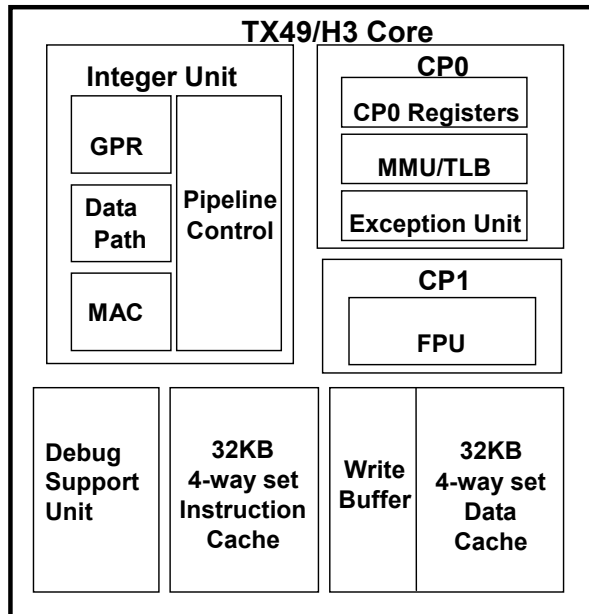 TX49/H3 Core
Integer Unit
GPR
Data
Path
MAC
Pipeline
Control
CP0
CP0 Registers
MMU/TLB
Exception Unit
CP1
FPU
Debug
Support
Unit
32KB
4-way set
Instruction
Cache
Write
Buffer
32KB
4-way set
Data
Cache